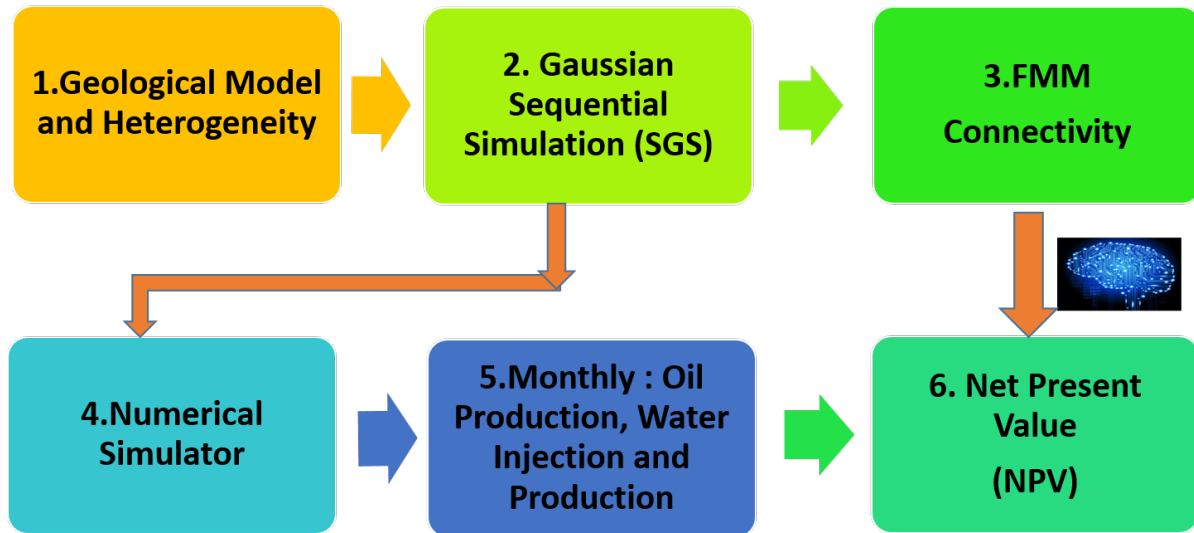 1.Geological Model
and Heterogeneity
2. Gaussian
Sequential
Simulation (SGS)
3.FMM
Connectivity
4.Numerical
Simulator
5.Monthly : Oil
Production, Water
Injection and
Production
6. Net Present
Value
(NPV)